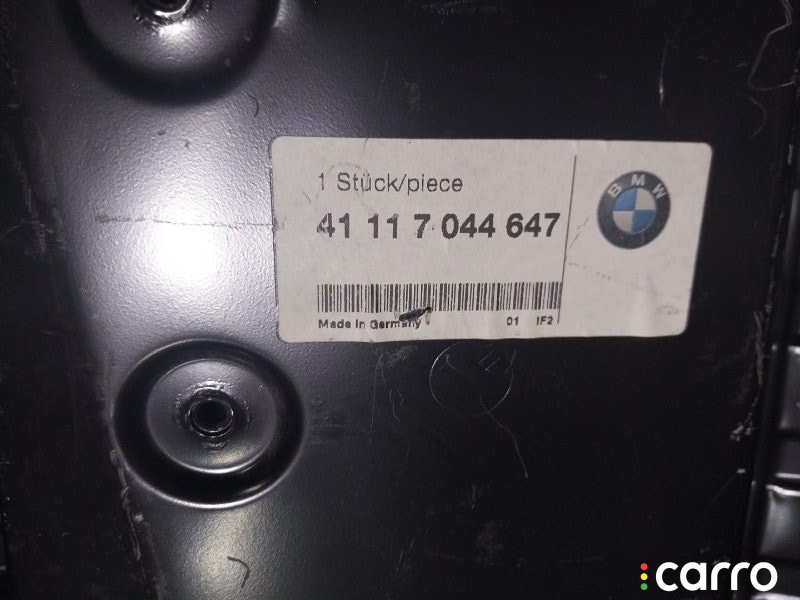 1 Stück/piece
BMW
41 11 7 044 647
Made in Germany
01 IF2
carro